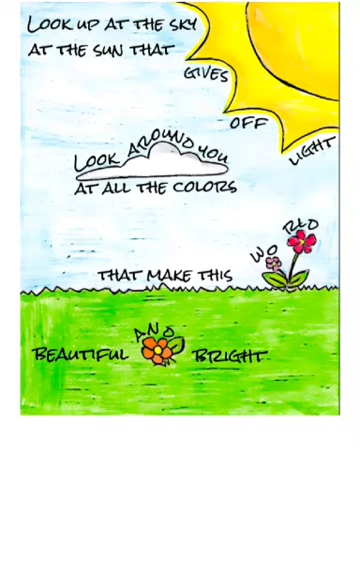 LOOK UP AT THE SKY
AT THE SUN THAT
GIVES
OFF
LIGHT
LOOK AROUND YOU
AT ALL THE COLORS
THAT MAKE THIS
WORLD
BEAUTIFUL AND BRIGHT